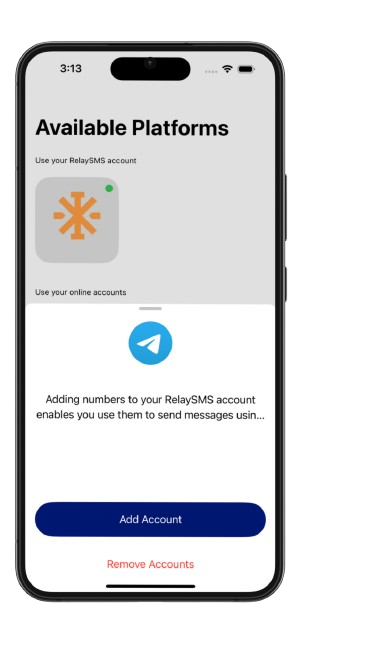 3:13
Available Platforms
Use your RelaySMS account
Use your online accounts
Adding numbers to your RelaySMS account
enables you use them to send messages usin...
Add Account
Remove Accounts